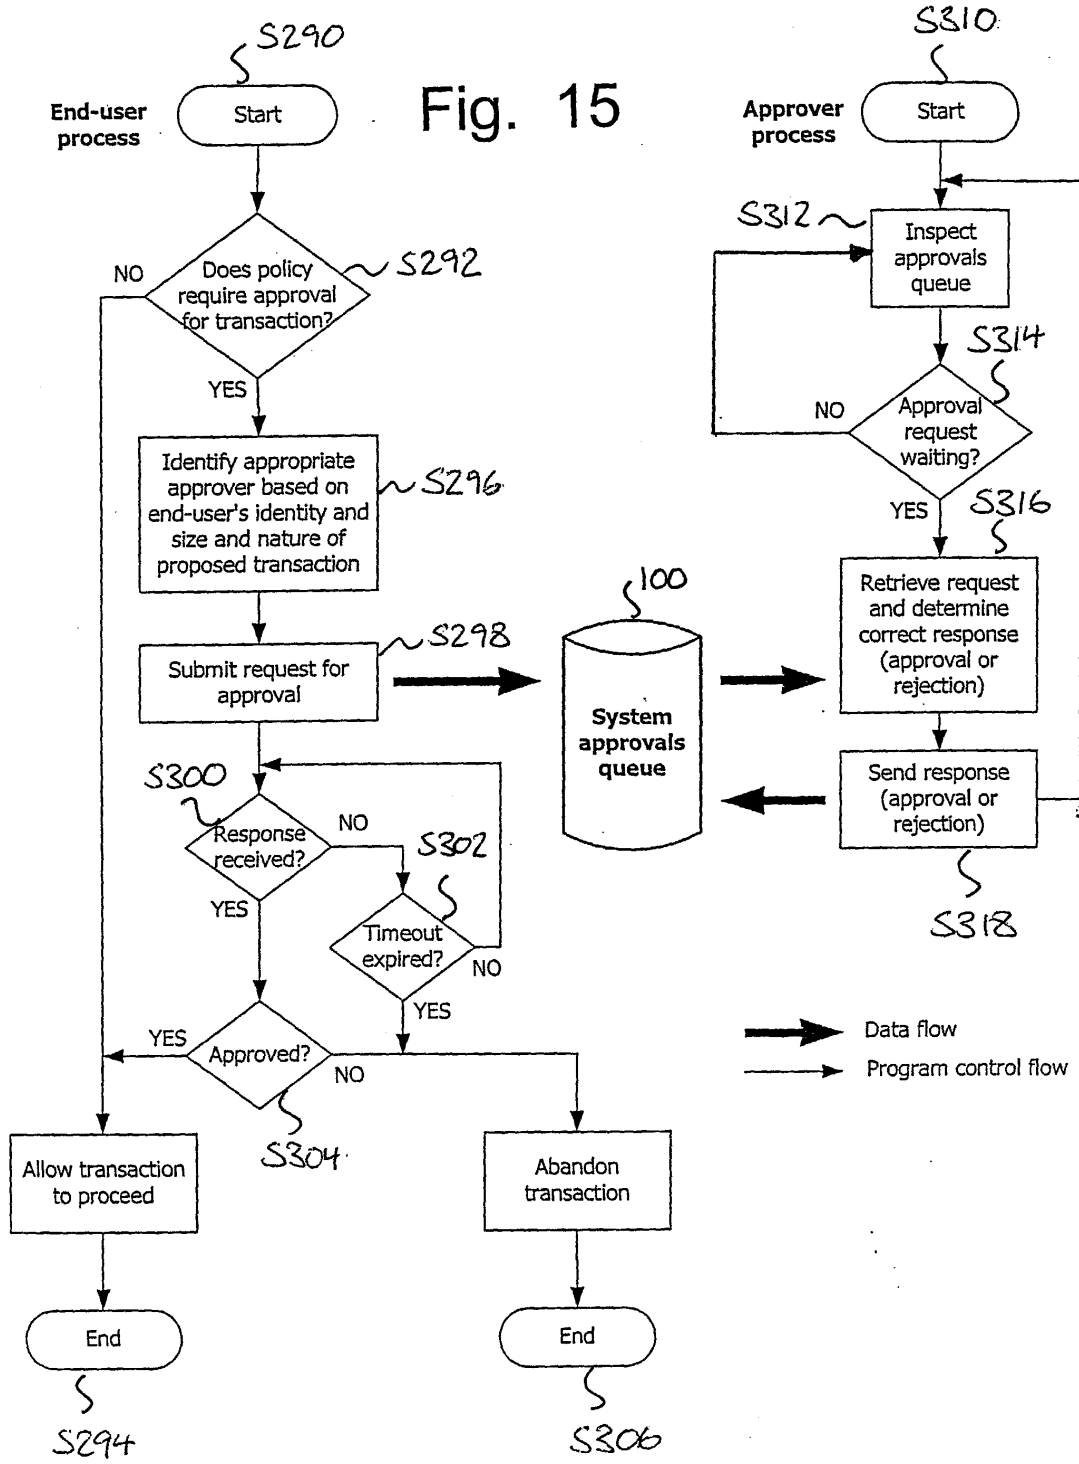 S290
S310
Fig. 15
End-user
process
Start
Approver
process
Start
S312
Inspect
approvals
queue
NO
Does policy
require approval
for transaction?
S292
YES
S314
NO
Approval
request
waiting?
YES
S316
Identify appropriate
approver based on
end-user's identity and
size and nature of
proposed transaction
S296
100
Retrieve request
and determine
correct response
(approval or
rejection)
Submit request for
approval
S298
System
approvals
queue
S300
Response
received?
NO
YES
S302
Timeout
expired?
NO
YES
Send response
(approval or
rejection)
S318
Data flow
Program control flow
YES
Approved?
NO
S304
Allow transaction
to proceed
Abandon
transaction
End
End
S294
S306